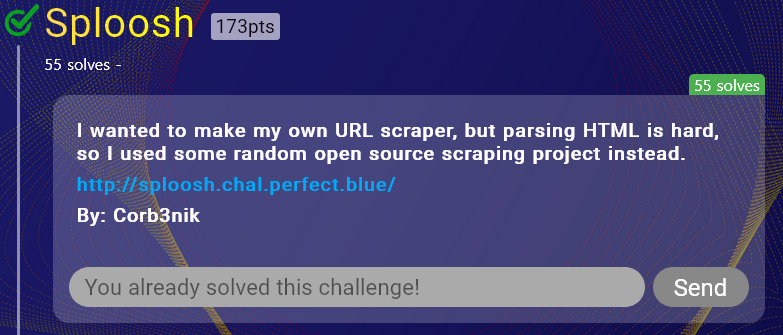 Sploosh 173pts
55 solves -
55 solves
I wanted to make my own URL scraper, but parsing HTML is hard,
so I used some random open source scraping project instead.
http://sploosh.chal.perfect.blue/
By: Corb3nik
You already solved this challenge! Send